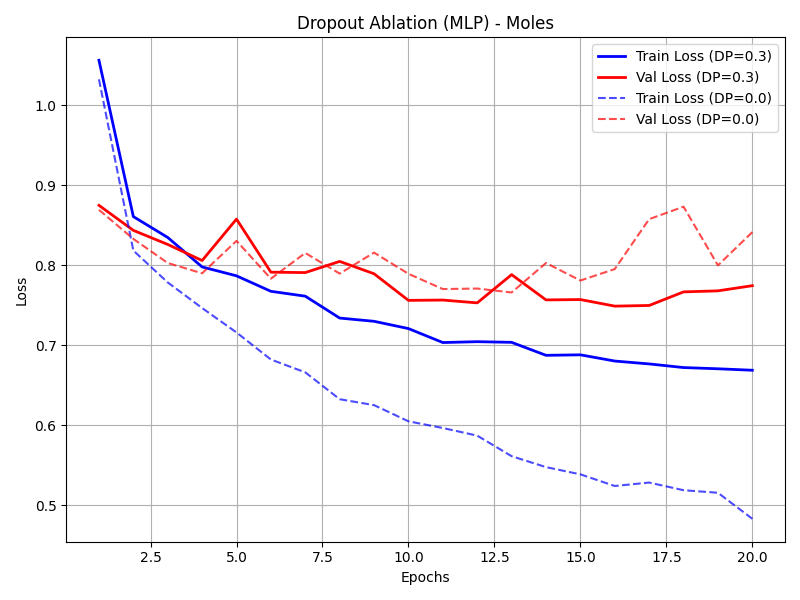 Dropout Ablation (MLP) - Moles
Train Loss (DP=0.3)
Val Loss (DP=0.3)
Train Loss (DP=0.0)
Val Loss (DP=0.0)
Loss
1.0
0.9
0.8
0.7
0.6
0.5
2.5 5.0 7.5 10.0 12.5 15.0 17.5 20.0
Epochs